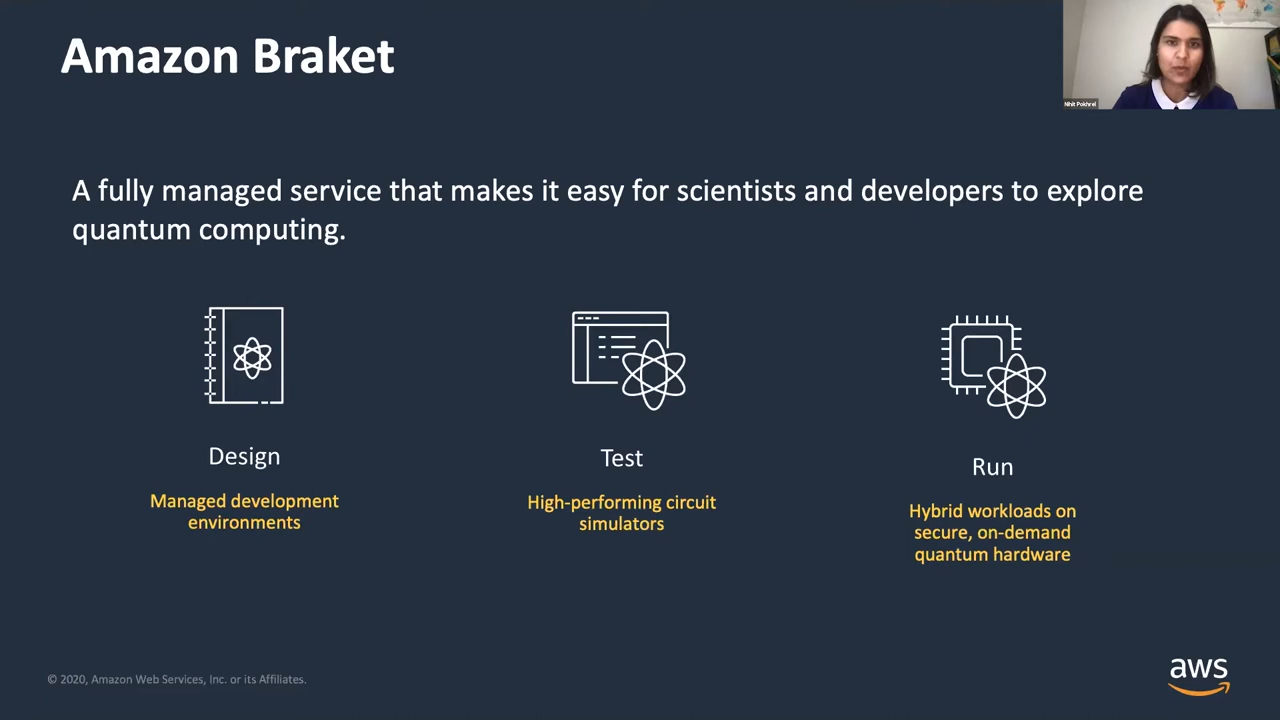 Amazon Braket
Nihit Pokhrel
A fully managed service that makes it easy for scientists and developers to explore
quantum computing.
Design
Managed development
environments
Test
High-performing circuit
simulators
Run
Hybrid workloads on
secure, on-demand
quantum hardware
© 2020, Amazon Web Services, Inc. or its Affiliates.
aws